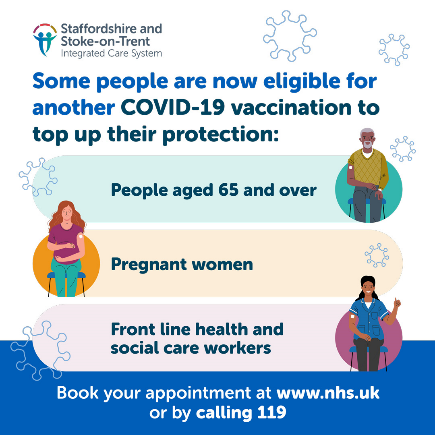 Staffordshire and
Stoke-on-Trent
Integrated Care System
Some people are now eligible for
another COVID-19 vaccination to
top up their protection:
People aged 65 and over
Pregnant women
Front line health and
social care workers
Book your appointment at www.nhs.uk
or by calling 119